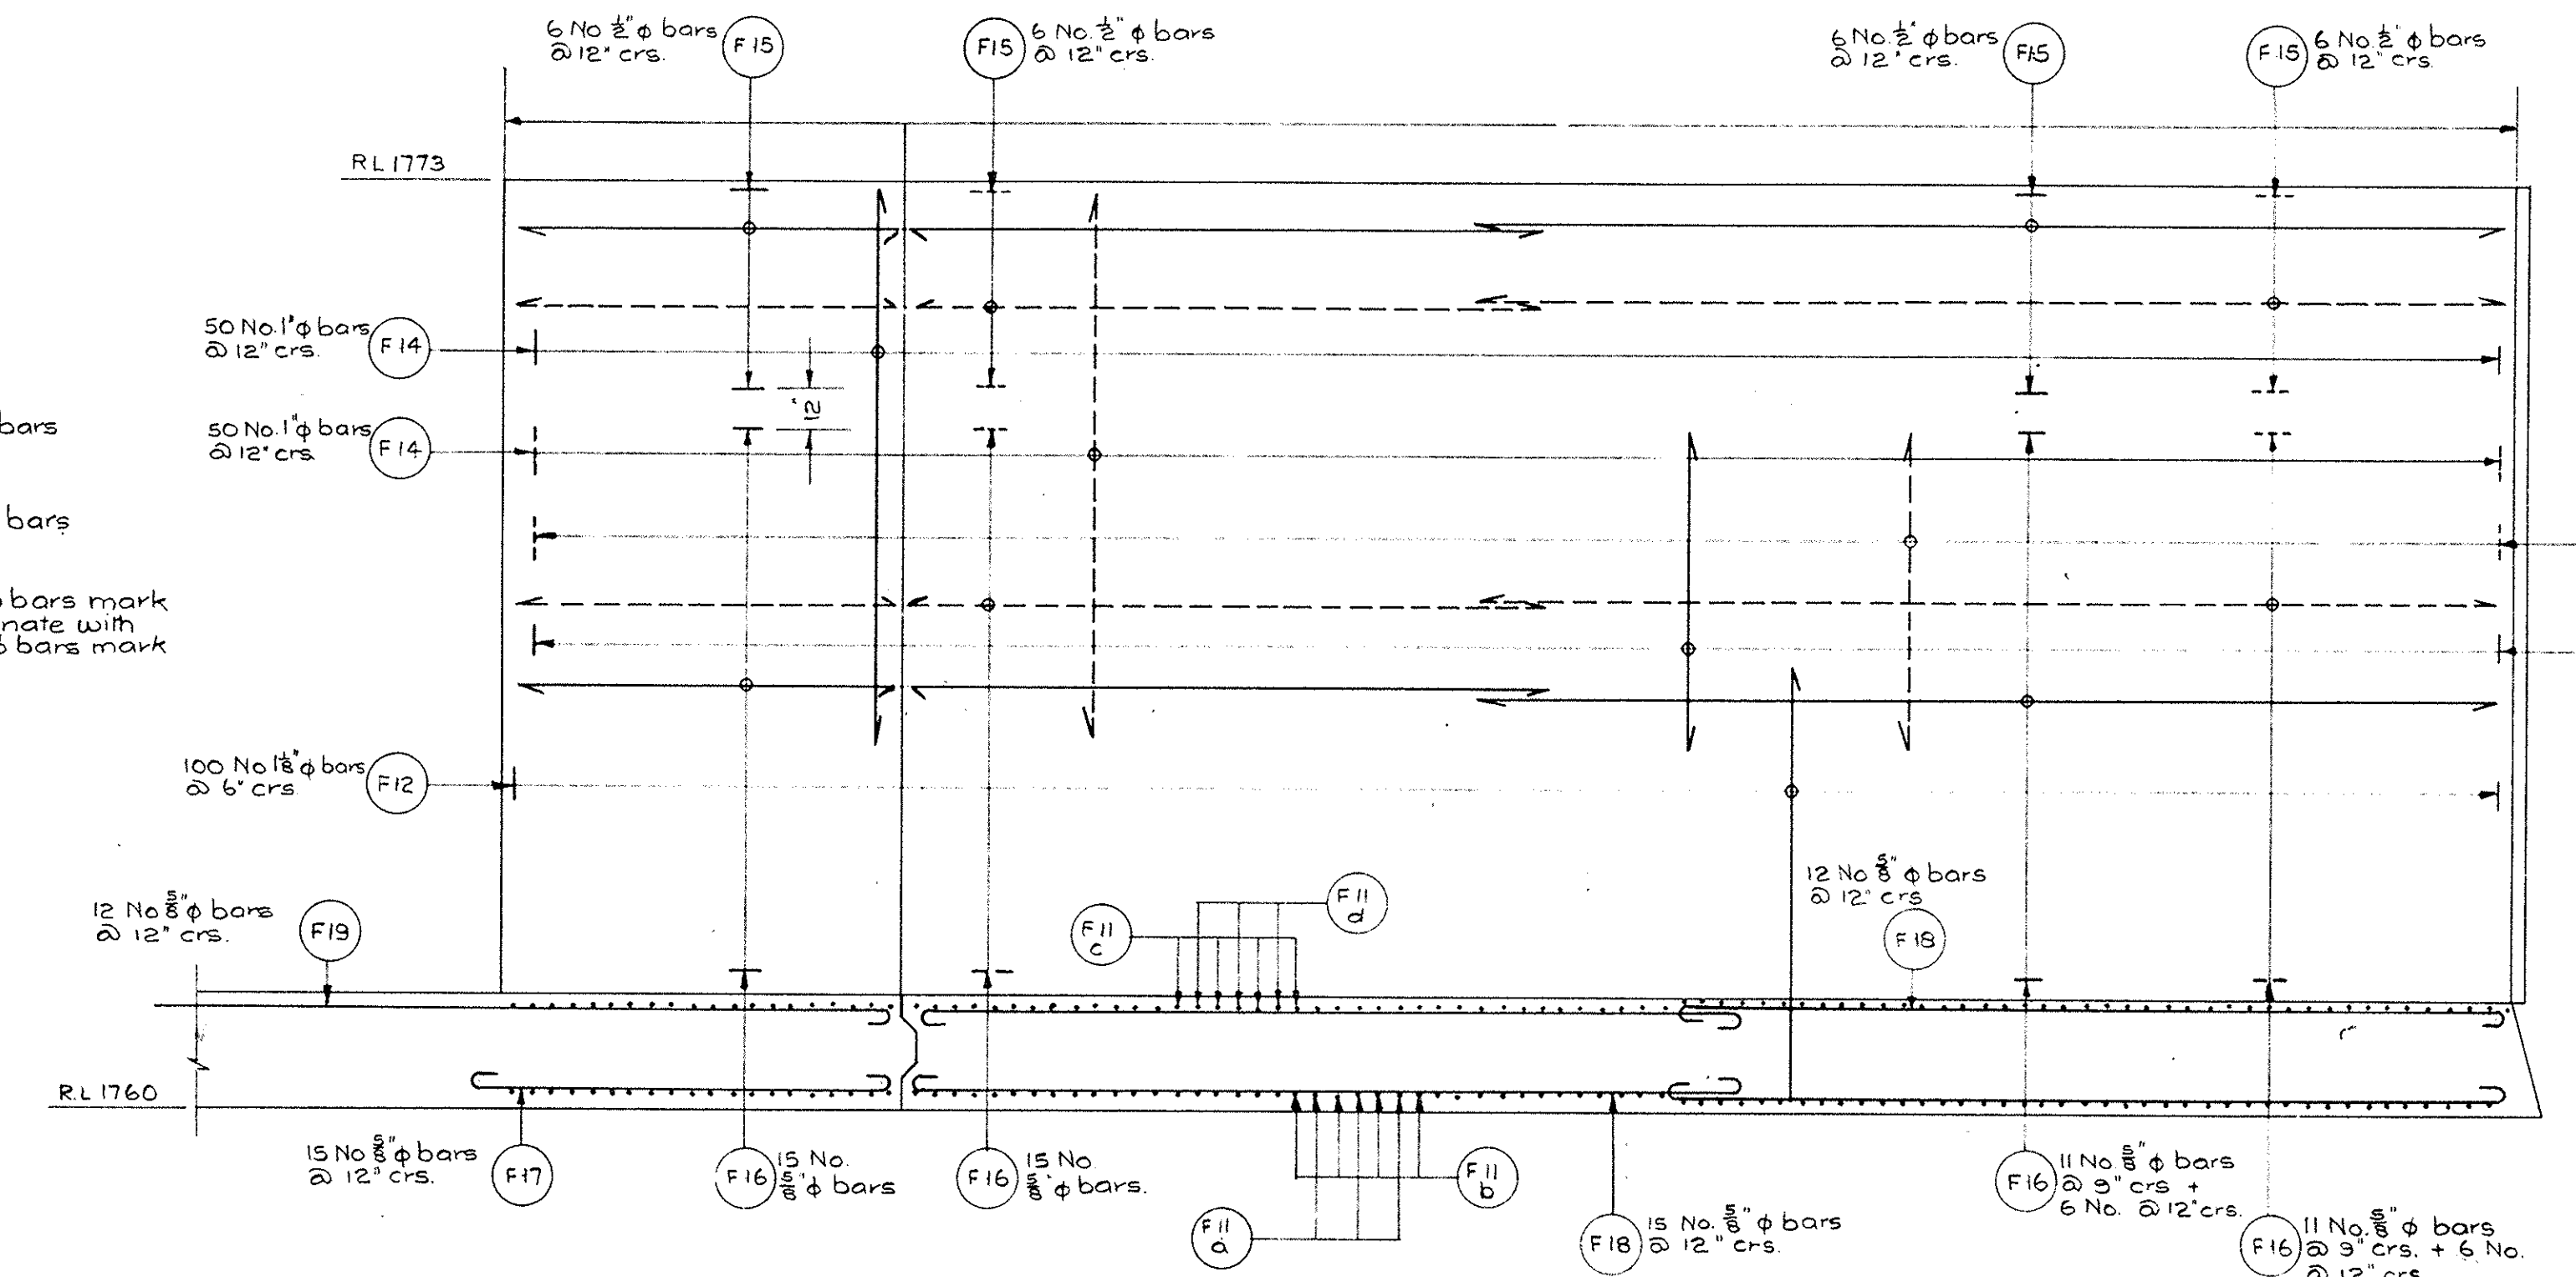 6 No ½" φ bars
@ 12" crs.
F15
F15
6 No. ½" φ bars
@ 12" crs.
6 No. ½" φ bars
@ 12" crs.
F15
F15
6 No. ½" φ bars
@ 12" crs.
RL 1773
50 No. 1" φ bars
@ 12" crs.
F14
12"
bars
50 No. 1" φ bars
@ 12" crs
F14
bars
bars mark
nate with
bars mark
100 No 1⅛" φ bars
@ 6" crs.
F12
12 No ⅝" φ bars
@ 12" crs.
F19
F11
c
F11
d
12 No ⅝" φ bars
@ 12" crs
F18
R.L 1760
15 No ⅝" φ bars
@ 12" crs.
F17
F16
15 No.
⅝" φ bars
F16
15 No
⅝" φ bars.
F11
a
F11
b
F18
15 No. ⅝" φ bars
@ 12" crs.
F16
11 No. ⅝" φ bars
@ 9" crs +
6 No. @ 12" crs.
F16
11 No. ⅝" φ bars
@ 9" crs. + 6 No.
@ 12" crs